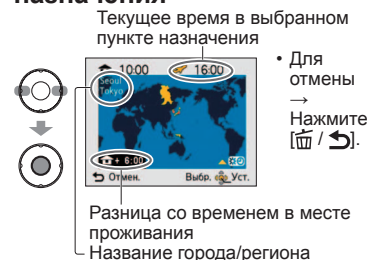 назначения
Текущее время в выбранном
пункте назначения
10:00
16:00
Seoul
Tokyo
+ 6:00
Отмен.
Выбр.
Уст.
• Для
отмены
→
Нажмите
[ / ].
Разница со временем в месте
проживания
Название города/региона